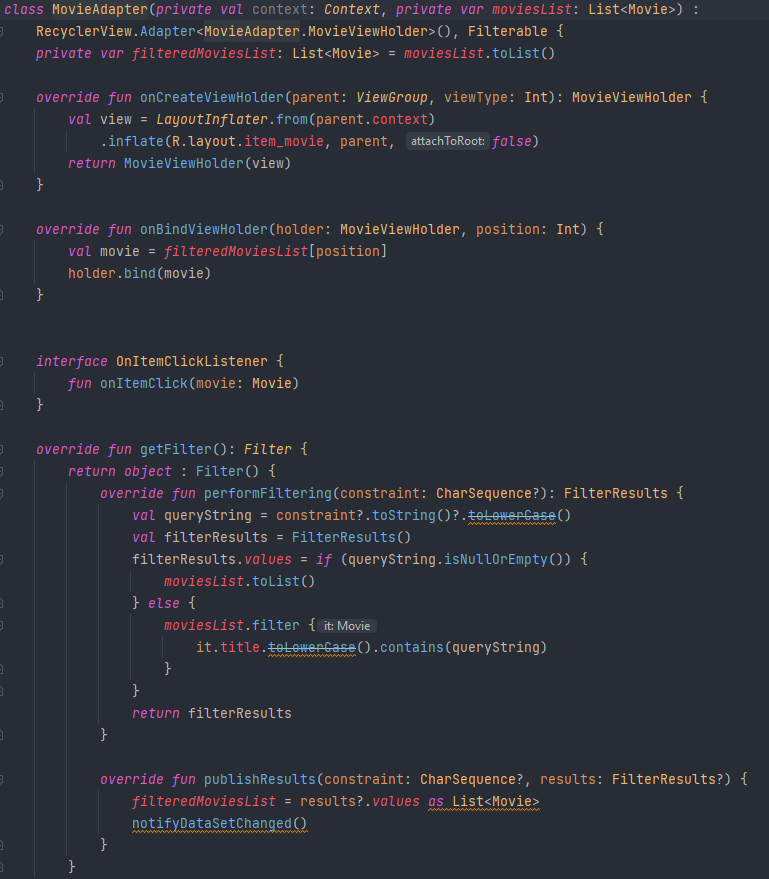 class MovieAdapter(private val context: Context, private var moviesList: List<Movie>) :
    RecyclerView.Adapter<MovieAdapter.MovieViewHolder>(), Filterable {
    private var filteredMoviesList: List<Movie> = moviesList.toList()

    override fun onCreateViewHolder(parent: ViewGroup, viewType: Int): MovieViewHolder {
        val view = LayoutInflater.from(parent.context)
            .inflate(R.layout.item_movie, parent, attachToRoot: false)
        return MovieViewHolder(view)
    }

    override fun onBindViewHolder(holder: MovieViewHolder, position: Int) {
        val movie = filteredMoviesList[position]
        holder.bind(movie)
    }

    interface OnItemClickListener {
        fun onItemClick(movie: Movie)
    }

    override fun getFilter(): Filter {
        return object : Filter() {
            override fun performFiltering(constraint: CharSequence?): FilterResults {
                val queryString = constraint?.toString()?.toLowerCase()
                val filterResults = FilterResults()
                filterResults.values = if (queryString.isNullOrEmpty()) {
                    moviesList.toList()
                } else {
                    moviesList.filter { it: Movie
                        it.title.toLowerCase().contains(queryString)
                    }
                }
                return filterResults
            }

            override fun publishResults(constraint: CharSequence?, results: FilterResults?) {
                filteredMoviesList = results?.values as List<Movie>
                notifyDataSetChanged()
            }
        }